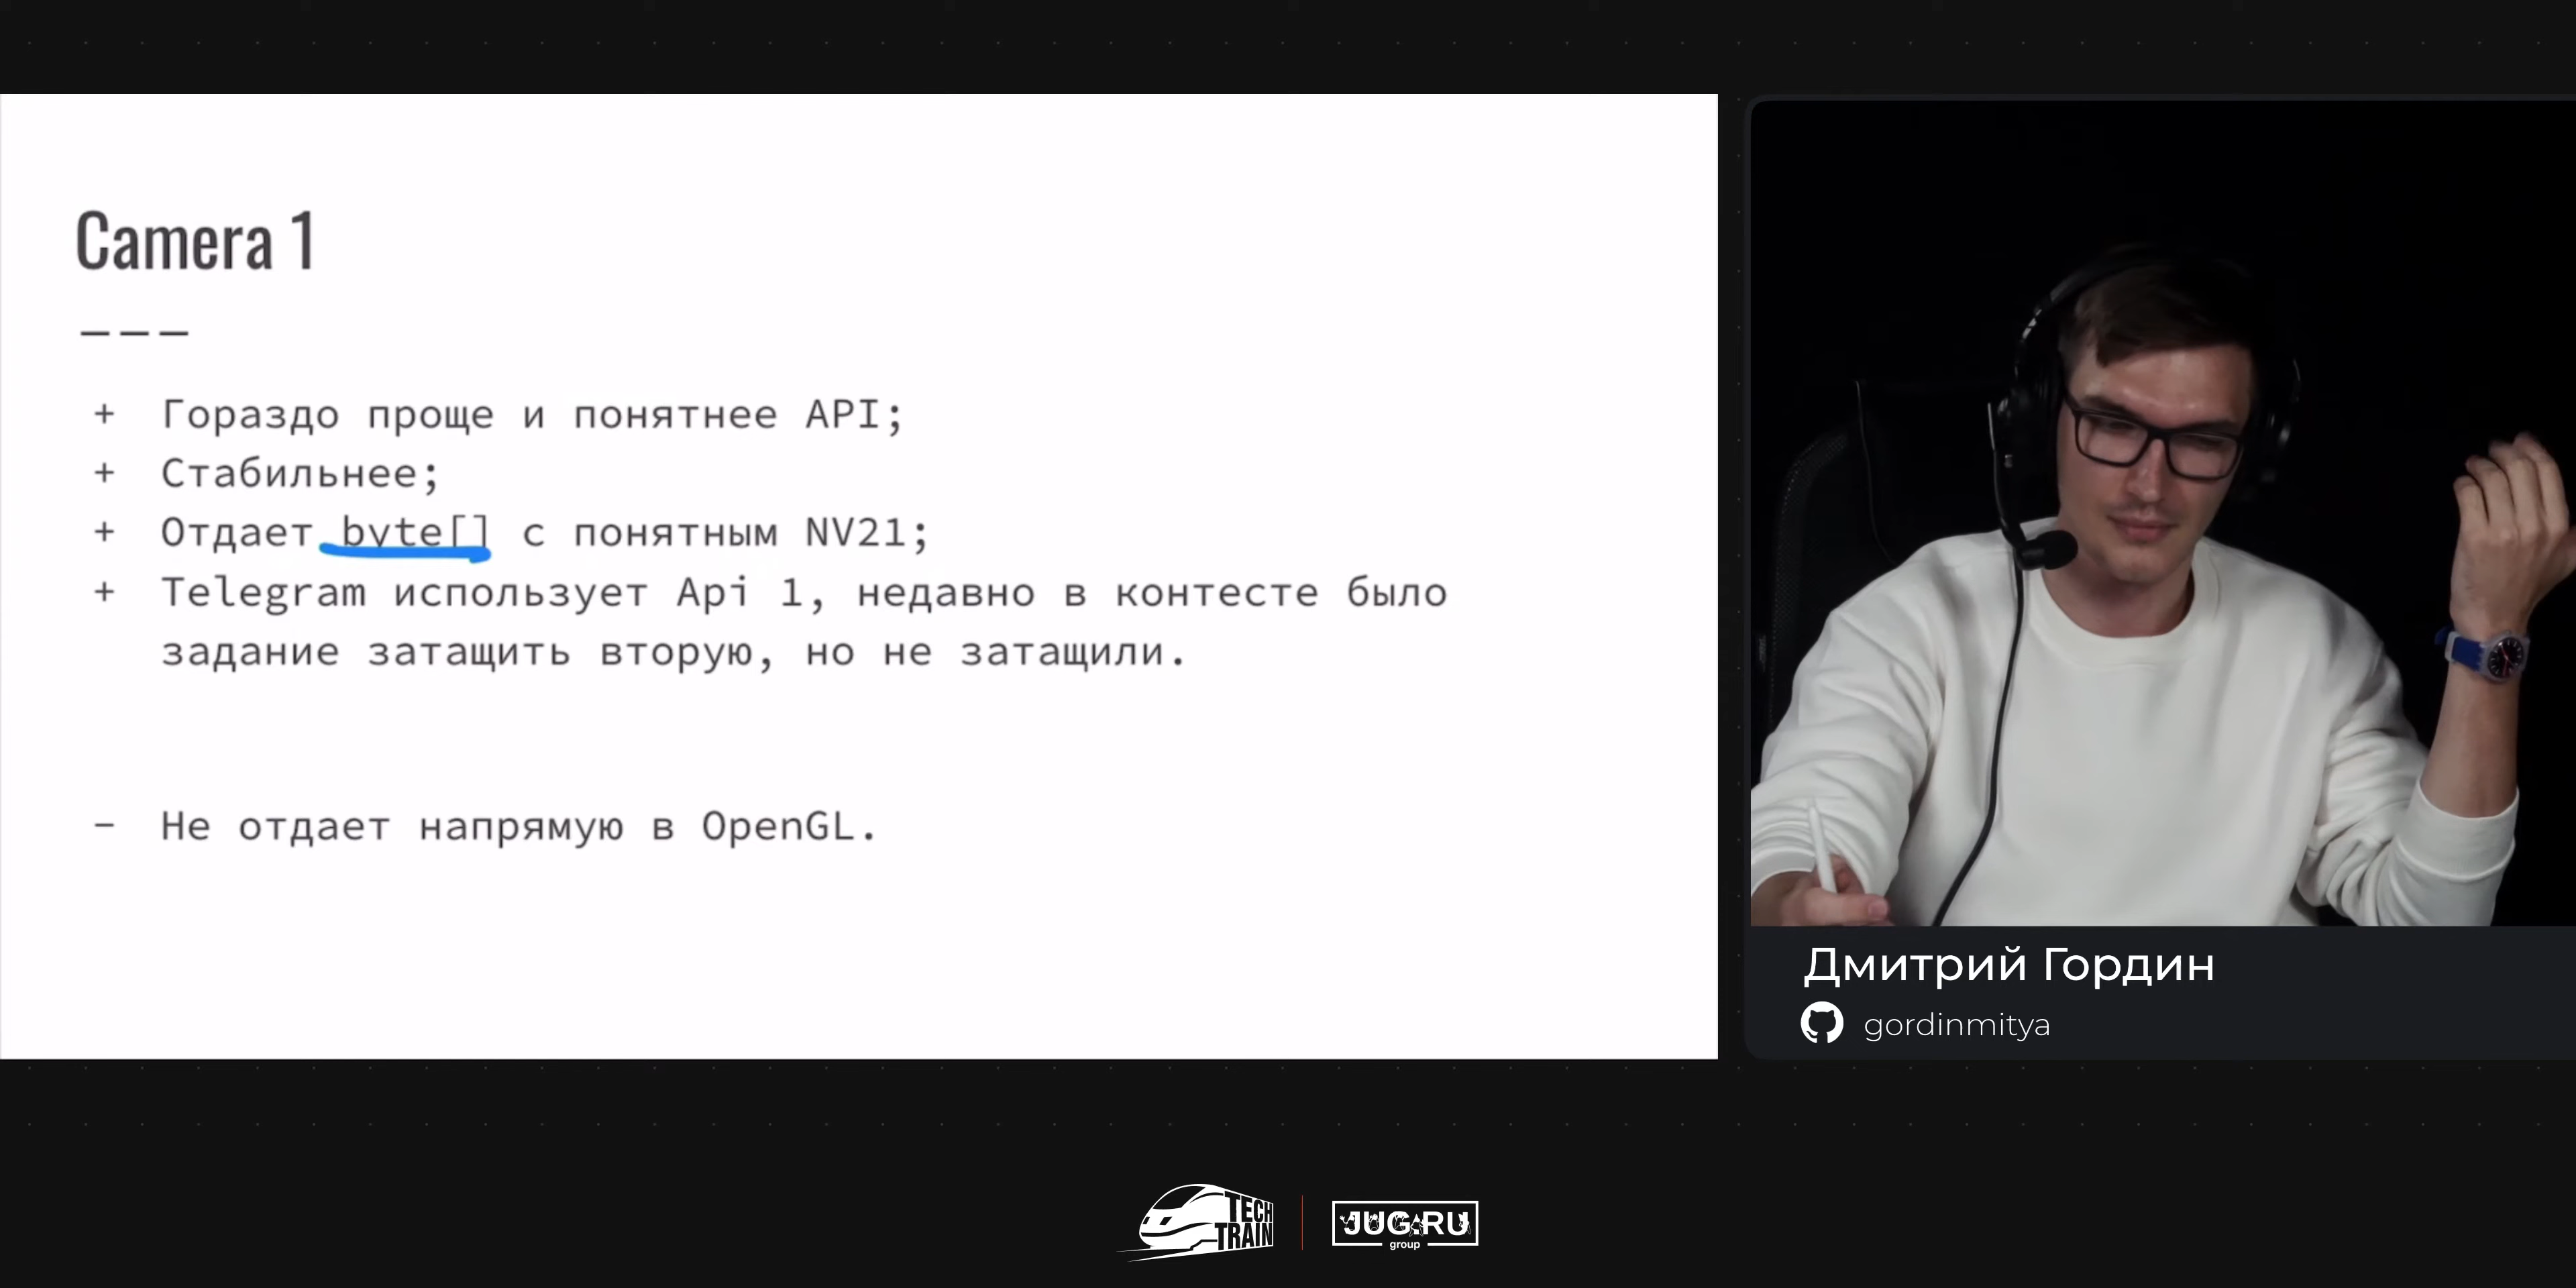 Camera 1
---
+ Гораздо проще и понятнее API;
+ Стабильнее;
+ Отдает byte[] с понятным NV21;
+ Telegram использует Api 1, недавно в контесте было
задание затащить вторую, но не затащили.
- Не отдает напрямую в OpenGL.
Дмитрий Гордин
gordinmitya
TECH
TRAIN
JUG.RU
group